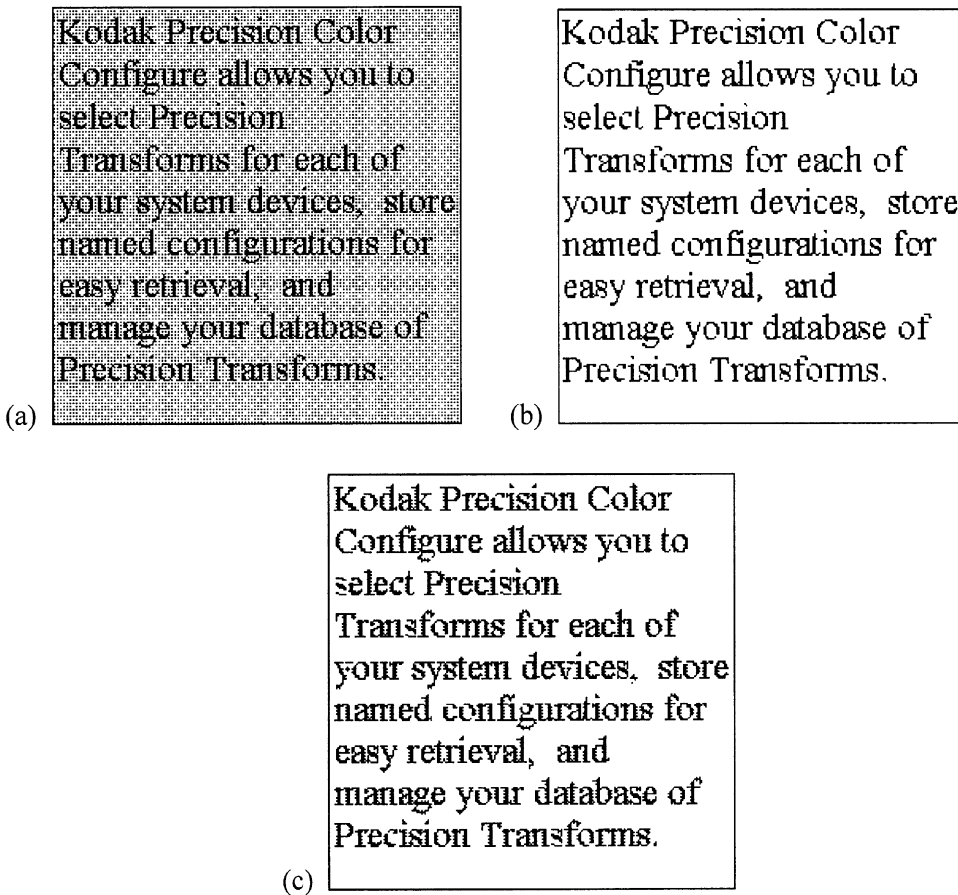 Kodak Precision Color
Configure allows you to
select Precision
Transforms for each of
your system devices, store
named configurations for
easy retrieval, and
manage your database of
Precision Transforms.
(a)
Kodak Precision Color
Configure allows you to
select Precision
Transforms for each of
your system devices, store
named configurations for
easy retrieval, and
manage your database of
Precision Transforms.
(b)
Kodak Precision Color
Configure allows you to
select Precision
Transforms for each of
your system devices, store
named configurations for
easy retrieval, and
manage your database of
Precision Transforms.
(c)